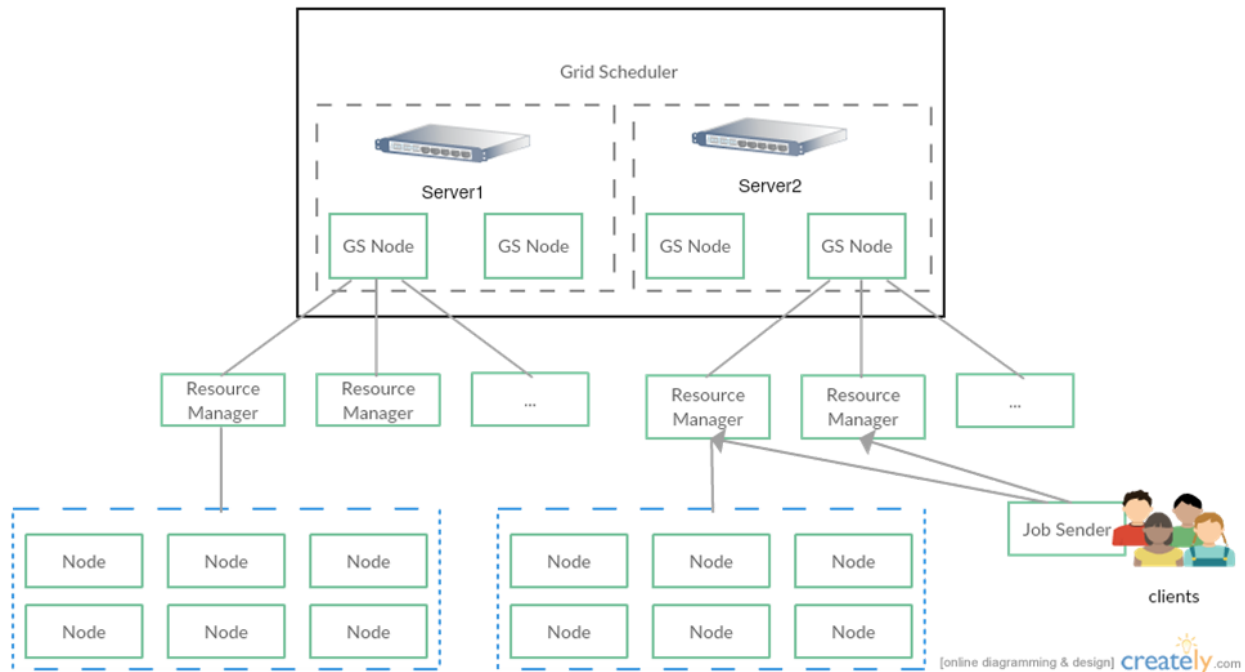 Grid Scheduler
Server1
Server2
GS Node
GS Node
GS Node
GS Node
Resource
Manager
Resource
Manager
...
Resource
Manager
Resource
Manager
...
Job Sender
clients
Node
Node
Node
Node
Node
Node
Node
Node
Node
Node
Node
Node
[online diagramming & design] creately.com